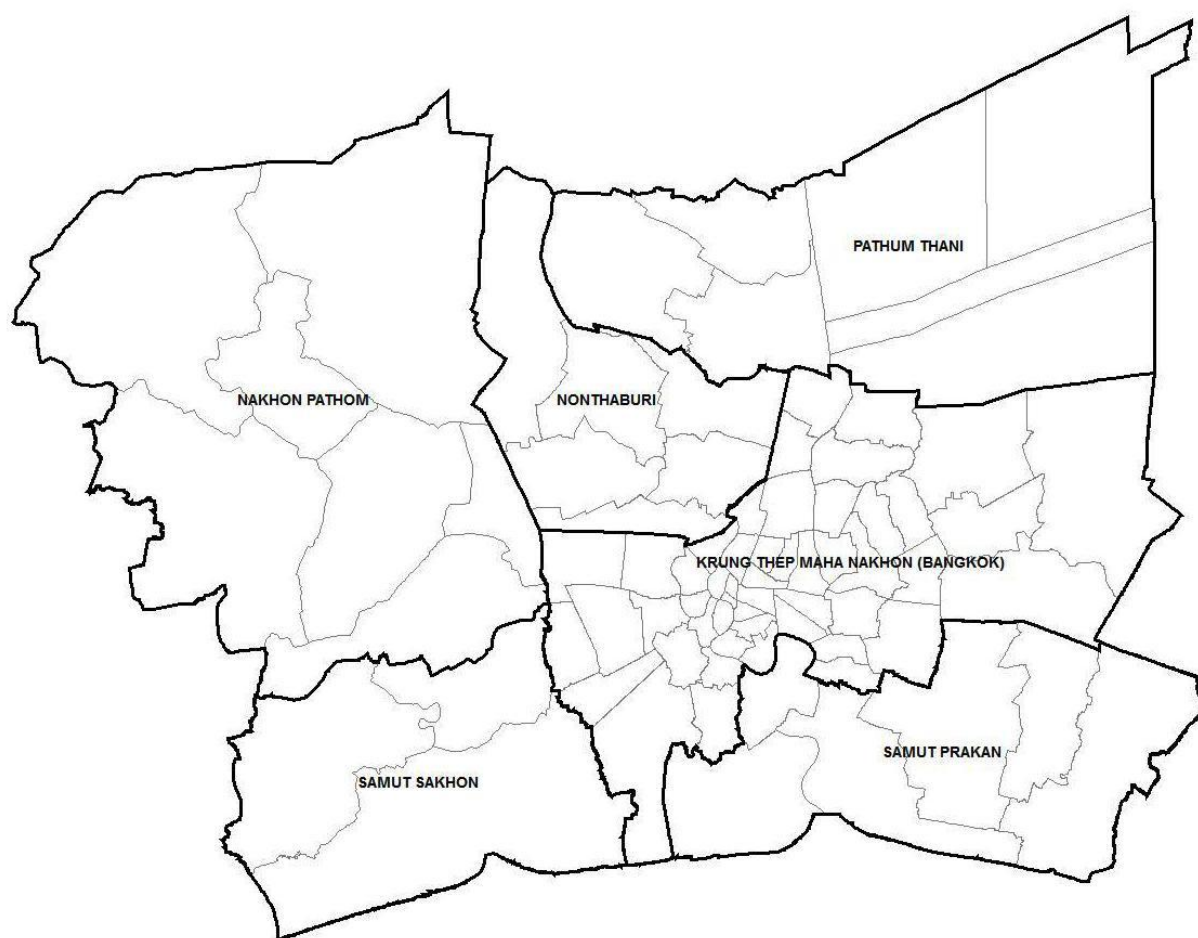 PATHUM THANI
NAKHON PATHOM
NONTHABURI
KRUNG THEP MAHA NAKHON (BANGKOK)
SAMUT PRAKAN
SAMUT SAKHON